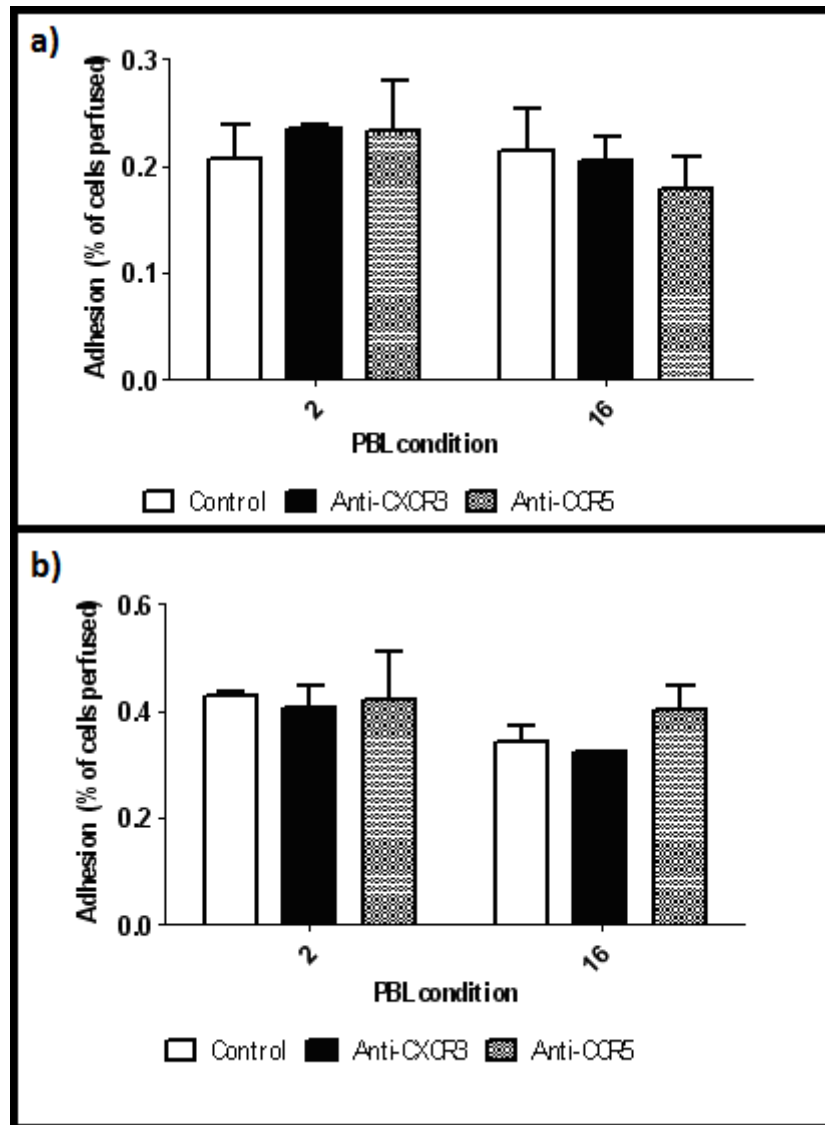 a)
Adhesion (% of cells perfused)
0.3
0.2
0.1
0.0
2
16
PBL condition
Control Anti-CXCR3 Anti-CCR5
b)
Adhesion (% of cells perfused)
0.6
0.4
0.2
0.0
2
16
PBL condition
Control Anti-CXCR3 Anti-CCR5